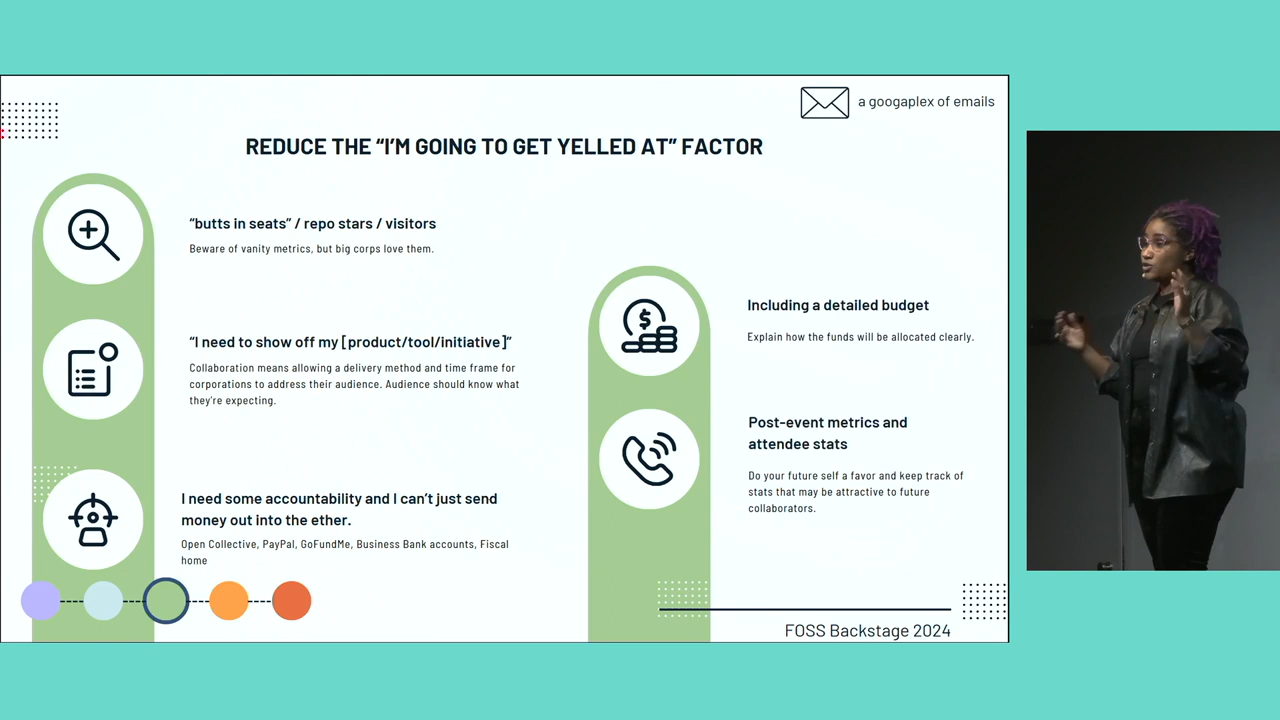 a googaplex of emails
REDUCE THE “I’M GOING TO GET YELLED AT” FACTOR
“butts in seats” / repo stars / visitors
Beware of vanity metrics, but big corps love them.
“I need to show off my [product/tool/initiative]”
Collaboration means allowing a delivery method and time frame for
corporations to address their audience. Audience should know what
they're expecting.
I need some accountability and I can’t just send
money out into the ether.
Open Collective, PayPal, GoFundMe, Business Bank accounts, Fiscal
home
Including a detailed budget
Explain how the funds will be allocated clearly.
Post-event metrics and
attendee stats
Do your future self a favor and keep track of
stats that may be attractive to future
collaborators.
FOSS Backstage 2024